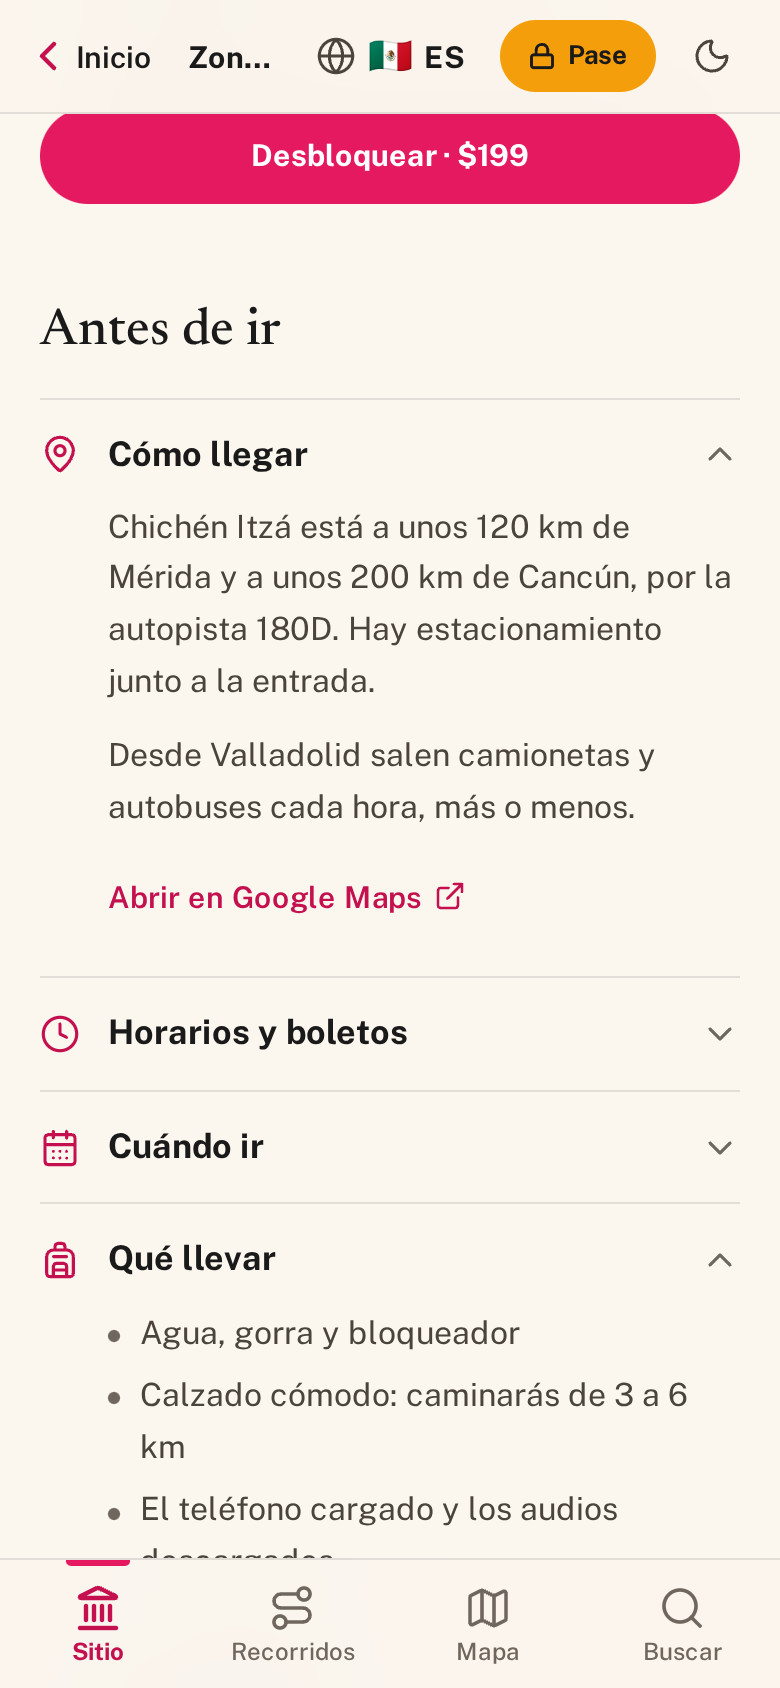 Inicio
Zon...
ES
Pase
Desbloquear · $199
Antes de ir
Cómo llegar
Chichén Itzá está a unos 120 km de
Mérida y a unos 200 km de Cancún, por la
autopista 180D. Hay estacionamiento
junto a la entrada.
Desde Valladolid salen camionetas y
autobuses cada hora, más o menos.
Abrir en Google Maps
Horarios y boletos
Cuándo ir
Qué llevar
Agua, gorra y bloqueador
Calzado cómodo: caminarás de 3 a 6
km
El teléfono cargado y los audios
descargados
Sitio
Recorridos
Mapa
Buscar